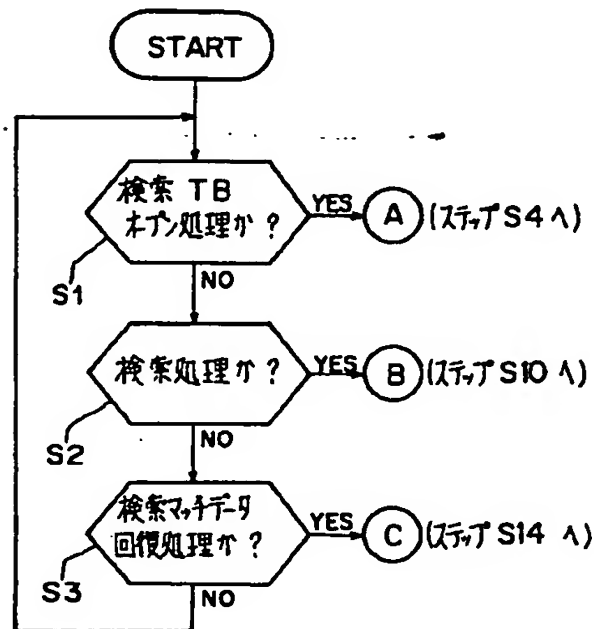 START
検索 TB
オープン処理か?
YES
A
(ステップ S4 へ)
S1
NO
検索処理か?
YES
B
(ステップ S10 へ)
S2
NO
検索マッチデータ
回復処理か?
YES
C
(ステップ S14 へ)
S3
NO